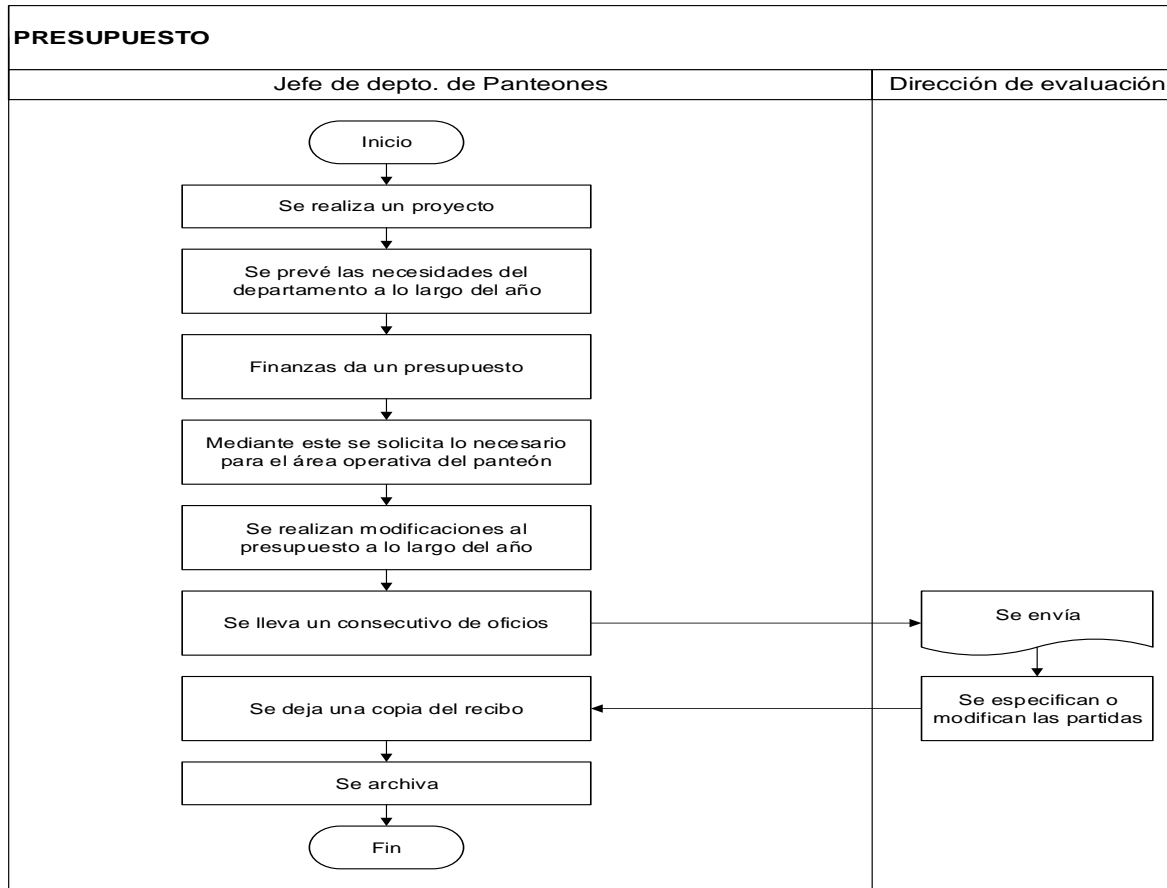 PRESUPUESTO
Jefe de depto. de Panteones
Dirección de evaluación
Inicio
Se realiza un proyecto
Se prevé las necesidades del
departamento a lo largo del año
Finanzas da un presupuesto
Mediante este se solicita lo necesario
para el área operativa del panteón
Se realizan modificaciones al
presupuesto a lo largo del año
Se lleva un consecutivo de oficios
Se envía
Se especifican o
modifican las partidas
Se deja una copia del recibo
Se archiva
Fin